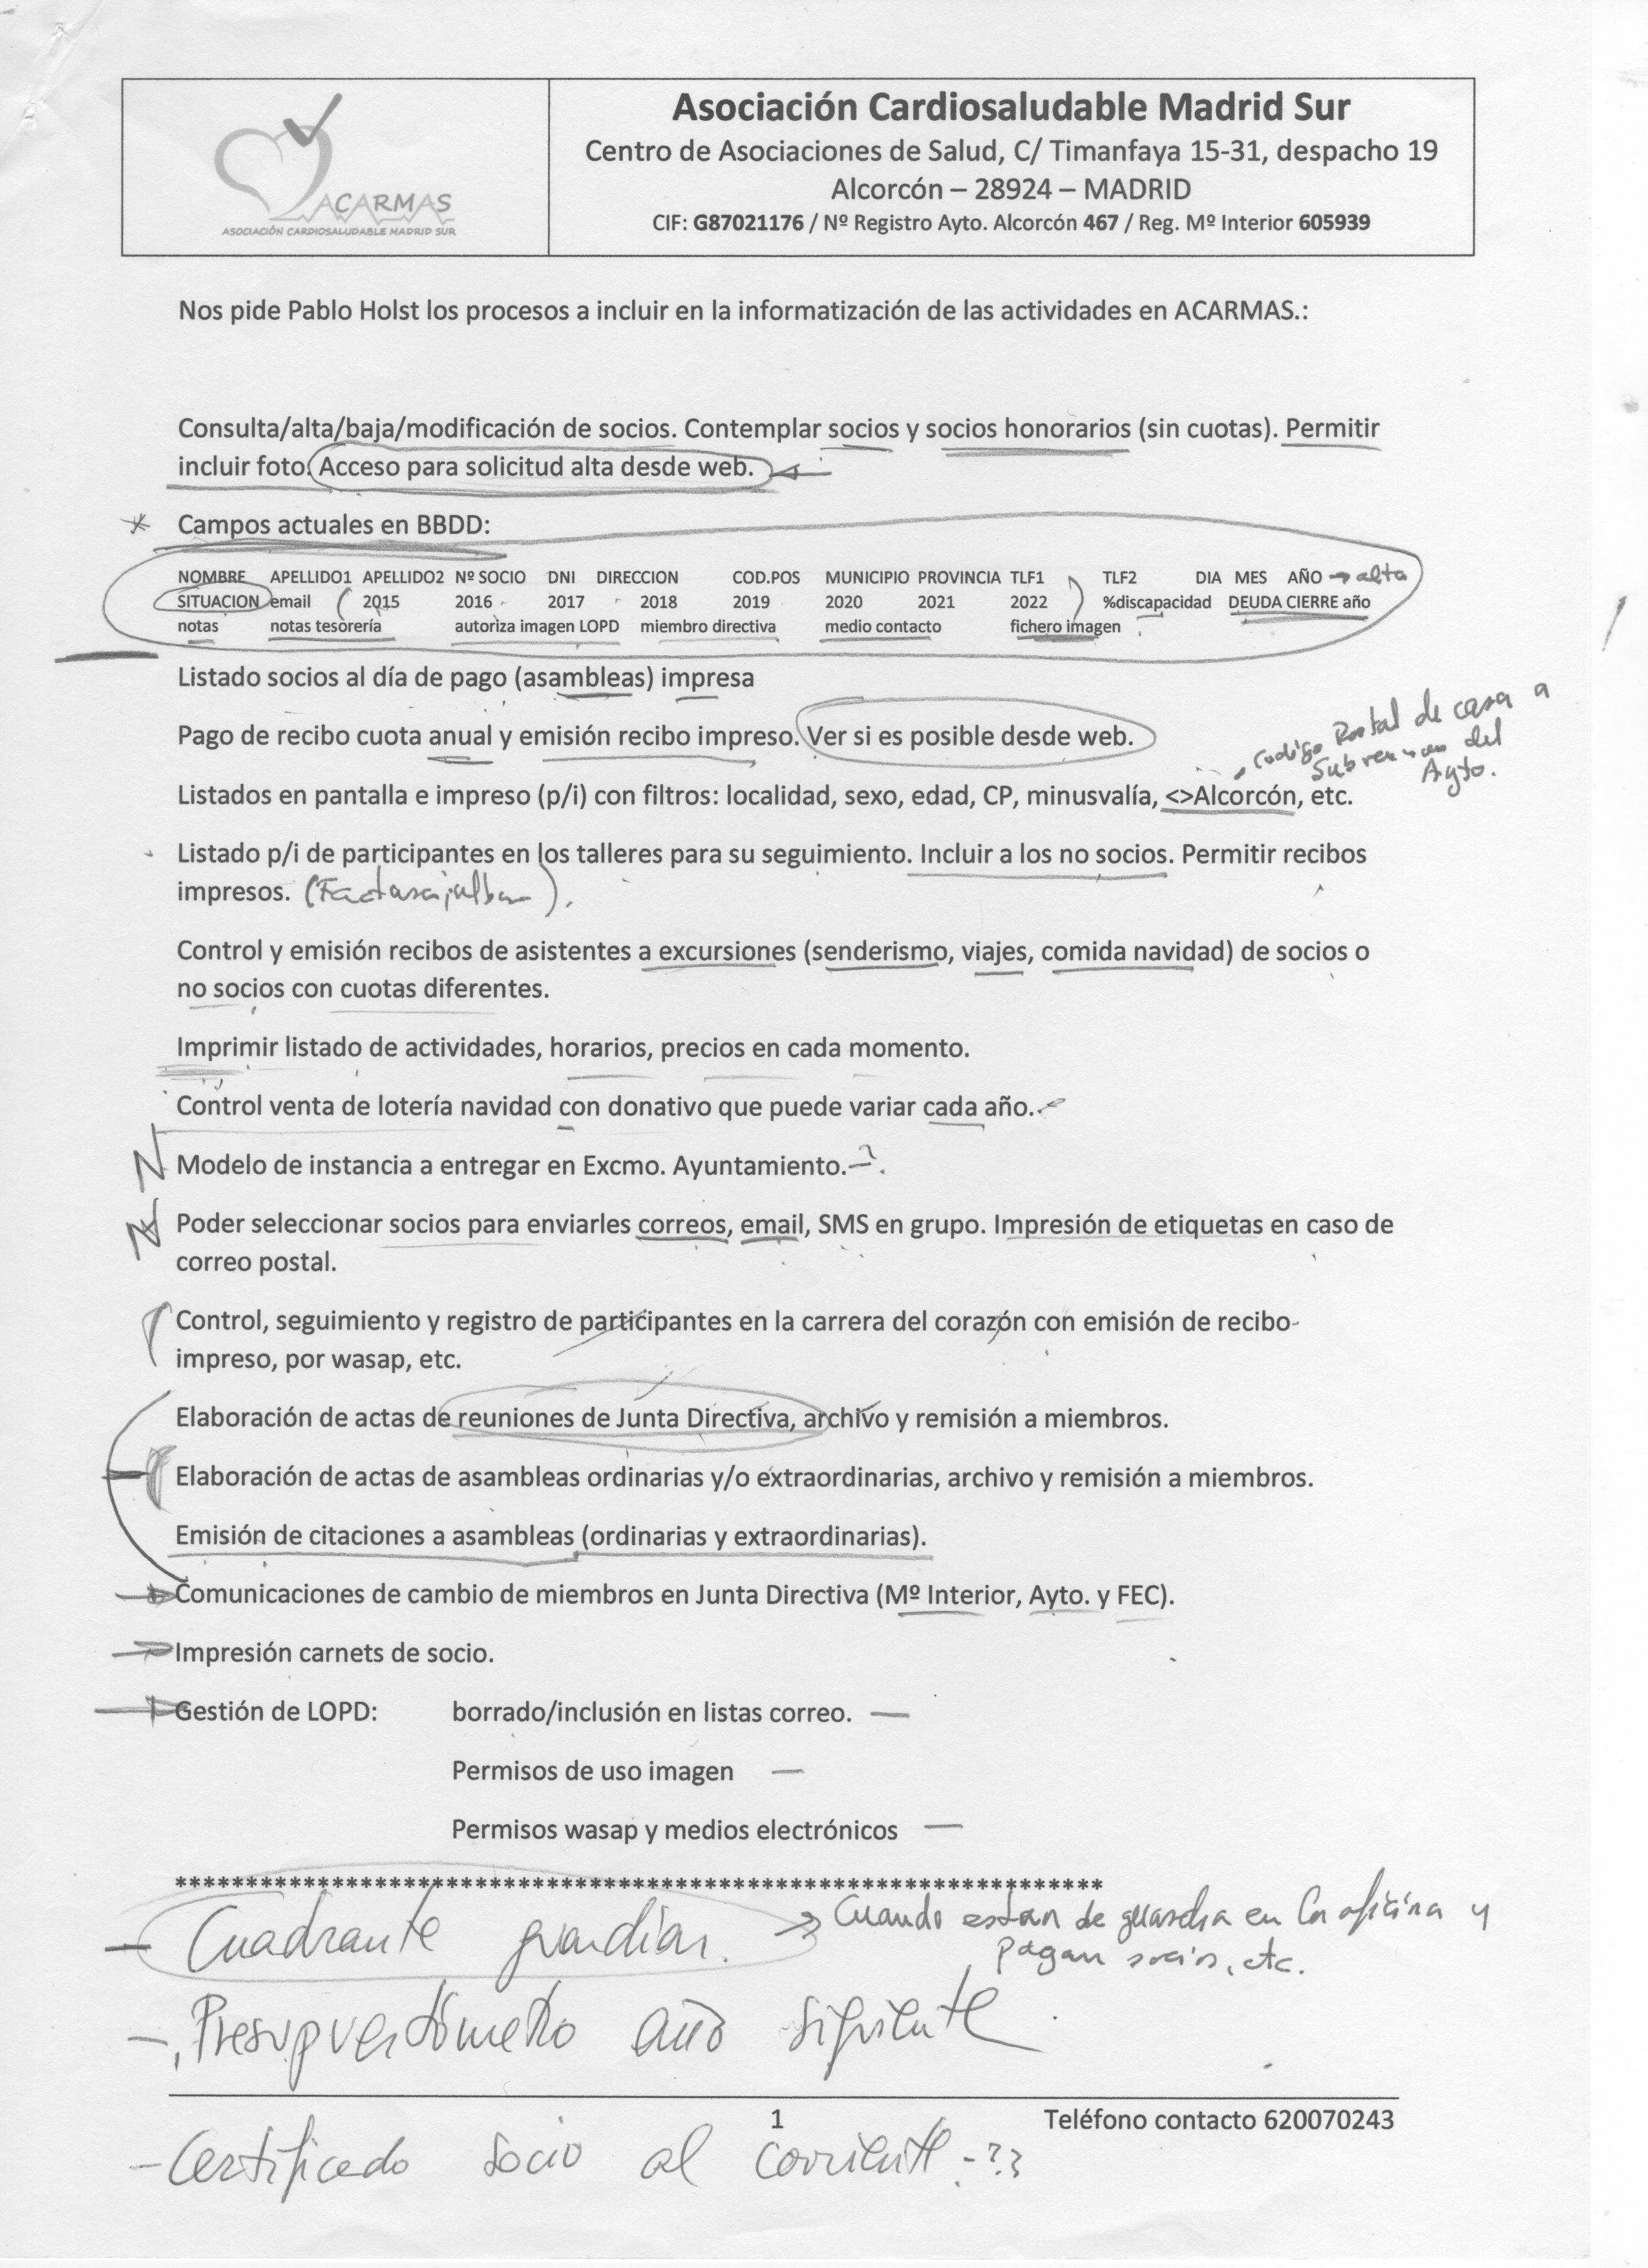 ACARMAS
ASOCIACIÓN CARDIOSALUDABLE MADRID SUR
Asociación Cardiosaludable Madrid Sur
Centro de Asociaciones de Salud, C/ Timanfaya 15-31, despacho 19
Alcorcón – 28924 – MADRID
CIF: G87021176 / Nº Registro Ayto. Alcorcón 467 / Reg. Mº Interior 605939
Nos pide Pablo Holst los procesos a incluir en la informatización de las actividades en ACARMAS.:
Consulta/alta/baja/modificación de socios. Contemplar socios y socios honorarios (sin cuotas). Permitir
incluir foto. Acceso para solicitud alta desde web.
* Campos actuales en BBDD:
NOMBRE APELLIDO1 APELLIDO2 Nº SOCIO DNI DIRECCION COD.POS MUNICIPIO PROVINCIA TLF1 TLF2 DIA MES AÑO → alta
SITUACION email ( 2015 2016 2017 2018 2019 2020 2021 2022 ) %discapacidad DEUDA CIERRE año
notas notas tesorería autoriza imagen LOPD miembro directiva medio contacto fichero imagen
Listado socios al día de pago (asambleas) impresa
Pago de recibo cuota anual y emisión recibo impreso. Ver si es posible desde web.
Codigo Postal de casa a
del
Ayto.
Listados en pantalla e impreso (p/i) con filtros: localidad, sexo, edad, CP, minusvalía, <>Alcorcón, etc.
Listado p/i de participantes en los talleres para su seguimiento. Incluir a los no socios. Permitir recibos
impresos.
Control y emisión recibos de asistentes a excursiones (senderismo, viajes, comida navidad) de socios o
no socios con cuotas diferentes.
Imprimir listado de actividades, horarios, precios en cada momento.
Control venta de lotería navidad con donativo que puede variar cada año.
N Modelo de instancia a entregar en Excmo. Ayuntamiento. - ?.
N Poder seleccionar socios para enviarles correos, email, SMS en grupo. Impresión de etiquetas en caso de
correo postal.
Control, seguimiento y registro de participantes en la carrera del corazón con emisión de recibo
impreso, por wasap, etc.
Elaboración de actas de reuniones de Junta Directiva, archivo y remisión a miembros.
Elaboración de actas de asambleas ordinarias y/o extraordinarias, archivo y remisión a miembros.
Emisión de citaciones a asambleas (ordinarias y extraordinarias).
Comunicaciones de cambio de miembros en Junta Directiva (Mº Interior, Ayto. y FEC).
Impresión carnets de socio.
Gestión de LOPD: borrado/inclusión en listas correo. —
Permisos de uso imagen —
Permisos wasap y medios electrónicos —
*****************************************************************
— Cuadrante guardias. → Cuando estan de guardia en la oficina y
pagan socios, etc.
- Presupuestómetro año siguiente
1 Teléfono contacto 620070243
- Certificado socio al corriente - ??